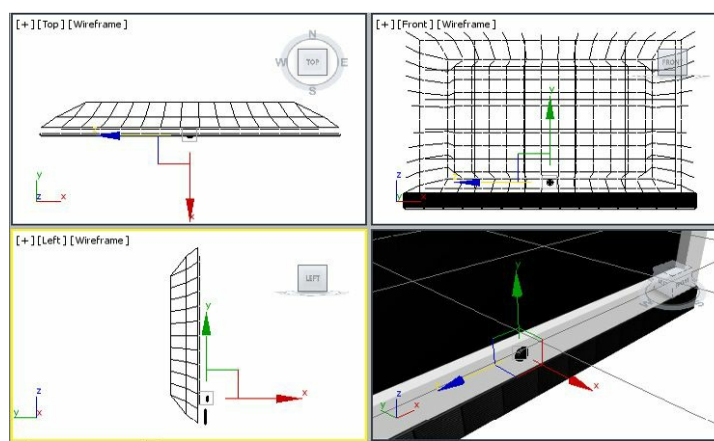 [+] [Top] [Wireframe]
N
W
TOP
E
S
y
z
x
x
[+] [Front] [Wireframe]
FRONT
y
z
x
[+] [Left] [Wireframe]
LEFT
y
x
z
y
x
y
x
W
S
z
y
x